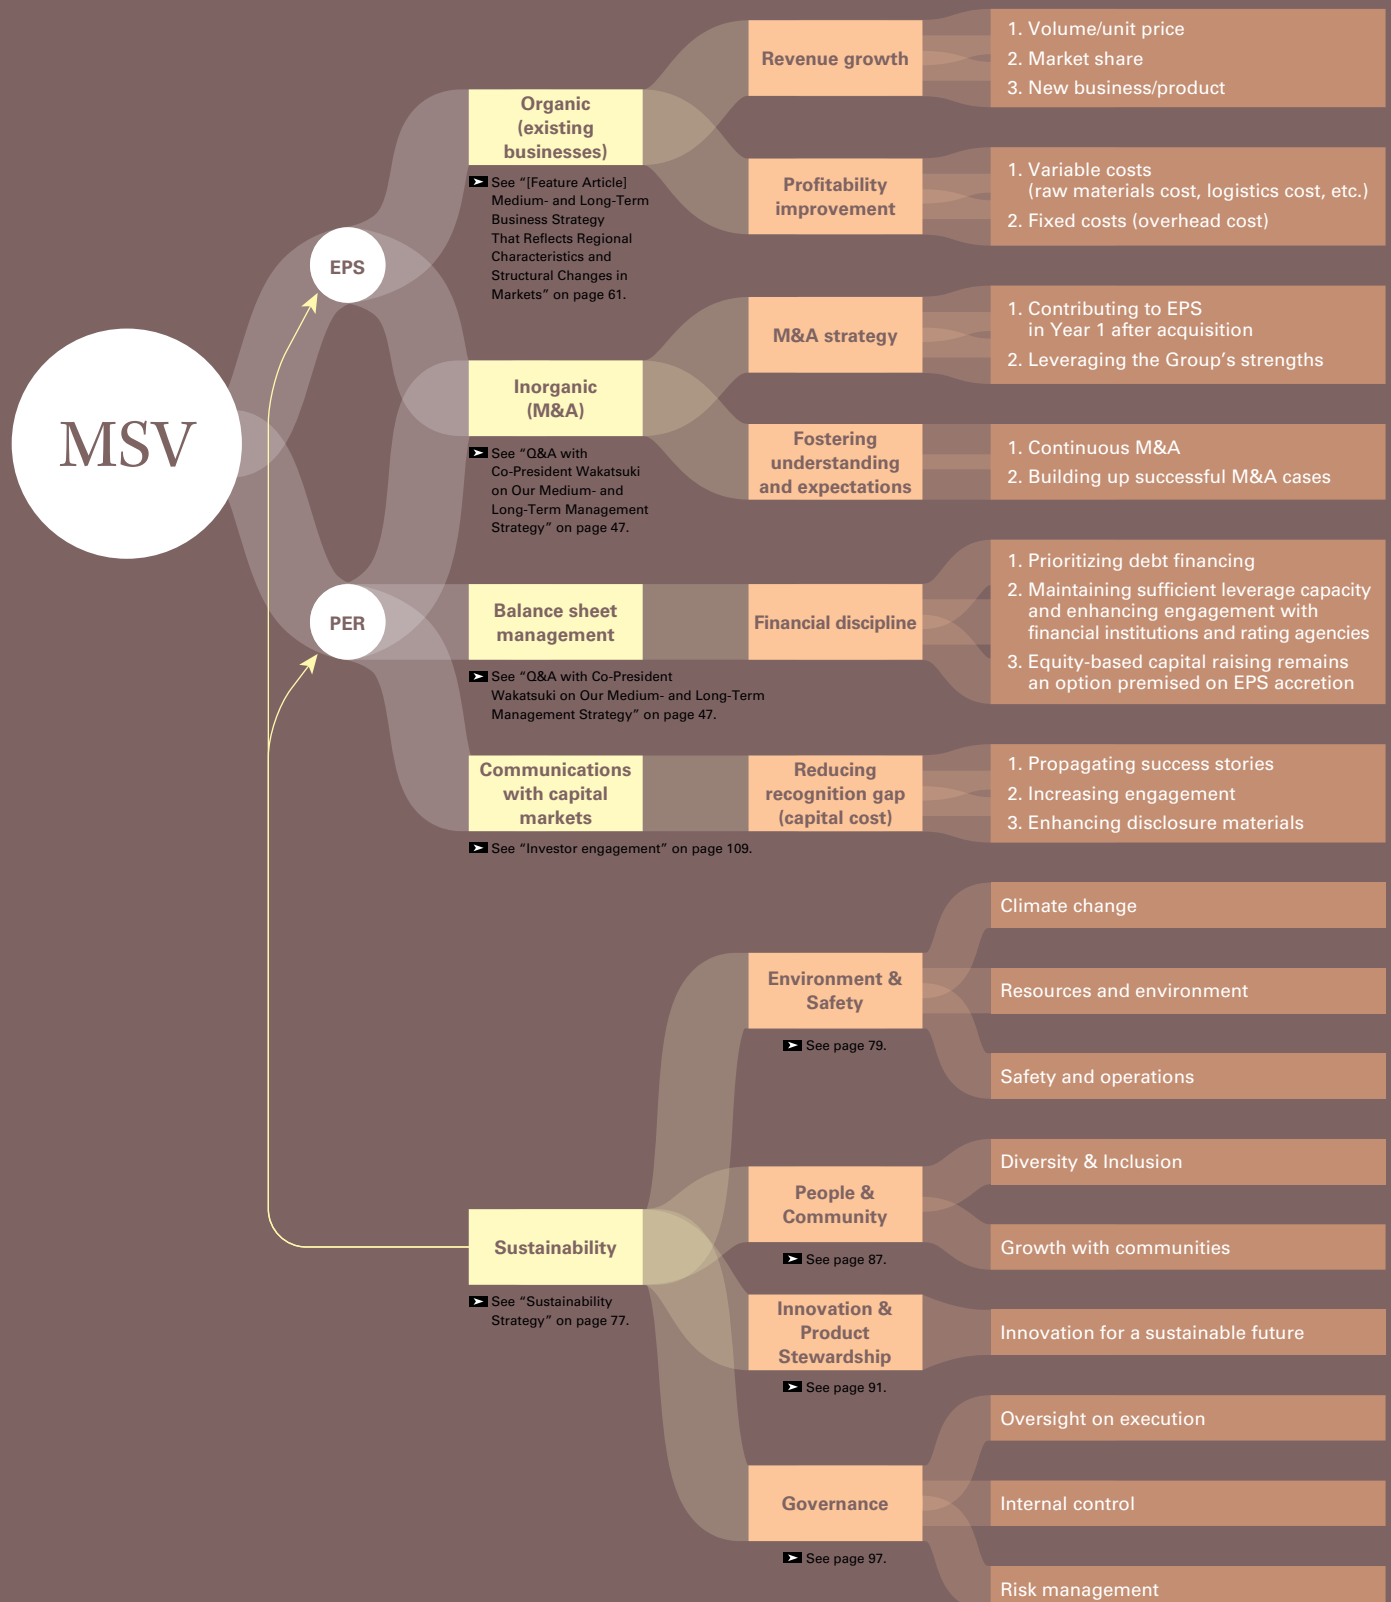 MSV
EPS
PER
Organic
(existing
businesses)
See “[Feature Article]
Medium- and Long-Term
Business Strategy
That Reflects Regional
Characteristics and
Structural Changes in
Markets” on page 61.
Revenue growth
1. Volume/unit price
2. Market share
3. New business/product
Profitability
improvement
1. Variable costs
(raw materials cost, logistics cost, etc.)
2. Fixed costs (overhead cost)
Inorganic
(M&A)
See “Q&A with
Co-President Wakatsuki
on Our Medium- and
Long-Term Management
Strategy” on page 47.
M&A strategy
1. Contributing to EPS
in Year 1 after acquisition
2. Leveraging the Group’s strengths
Fostering
understanding
and expectations
1. Continuous M&A
2. Building up successful M&A cases
Balance sheet
management
See “Q&A with Co-President
Wakatsuki on Our Medium- and Long-Term
Management Strategy” on page 47.
Financial discipline
1. Prioritizing debt financing
2. Maintaining sufficient leverage capacity
and enhancing engagement with
financial institutions and rating agencies
3. Equity-based capital raising remains
an option premised on EPS accretion
Communications
with capital
markets
See “Investor engagement” on page 109.
Reducing
recognition gap
(capital cost)
1. Propagating success stories
2. Increasing engagement
3. Enhancing disclosure materials
Sustainability
See “Sustainability
Strategy” on page 77.
Environment &
Safety
See page 79.
Climate change
Resources and environment
Safety and operations
People &
Community
See page 87.
Diversity & Inclusion
Growth with communities
Innovation &
Product
Stewardship
See page 91.
Innovation for a sustainable future
Governance
See page 97.
Oversight on execution
Internal control
Risk management